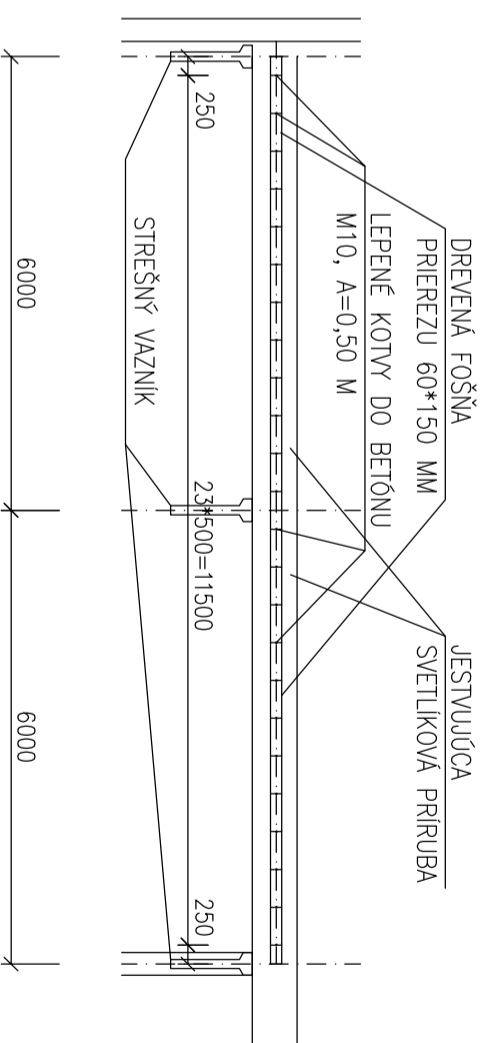 DREVENÁ FOŠŇA
PRIEREZU 60*150 MM
LEPENÉ KOTVY DO BETÓNU
M10, A=0,50 M
JESTVUJÚCA
SVETLÍKOVÁ PRÍRUBA
250
23*500=11500
250
STREŠNÝ VAZNÍK
6000
6000